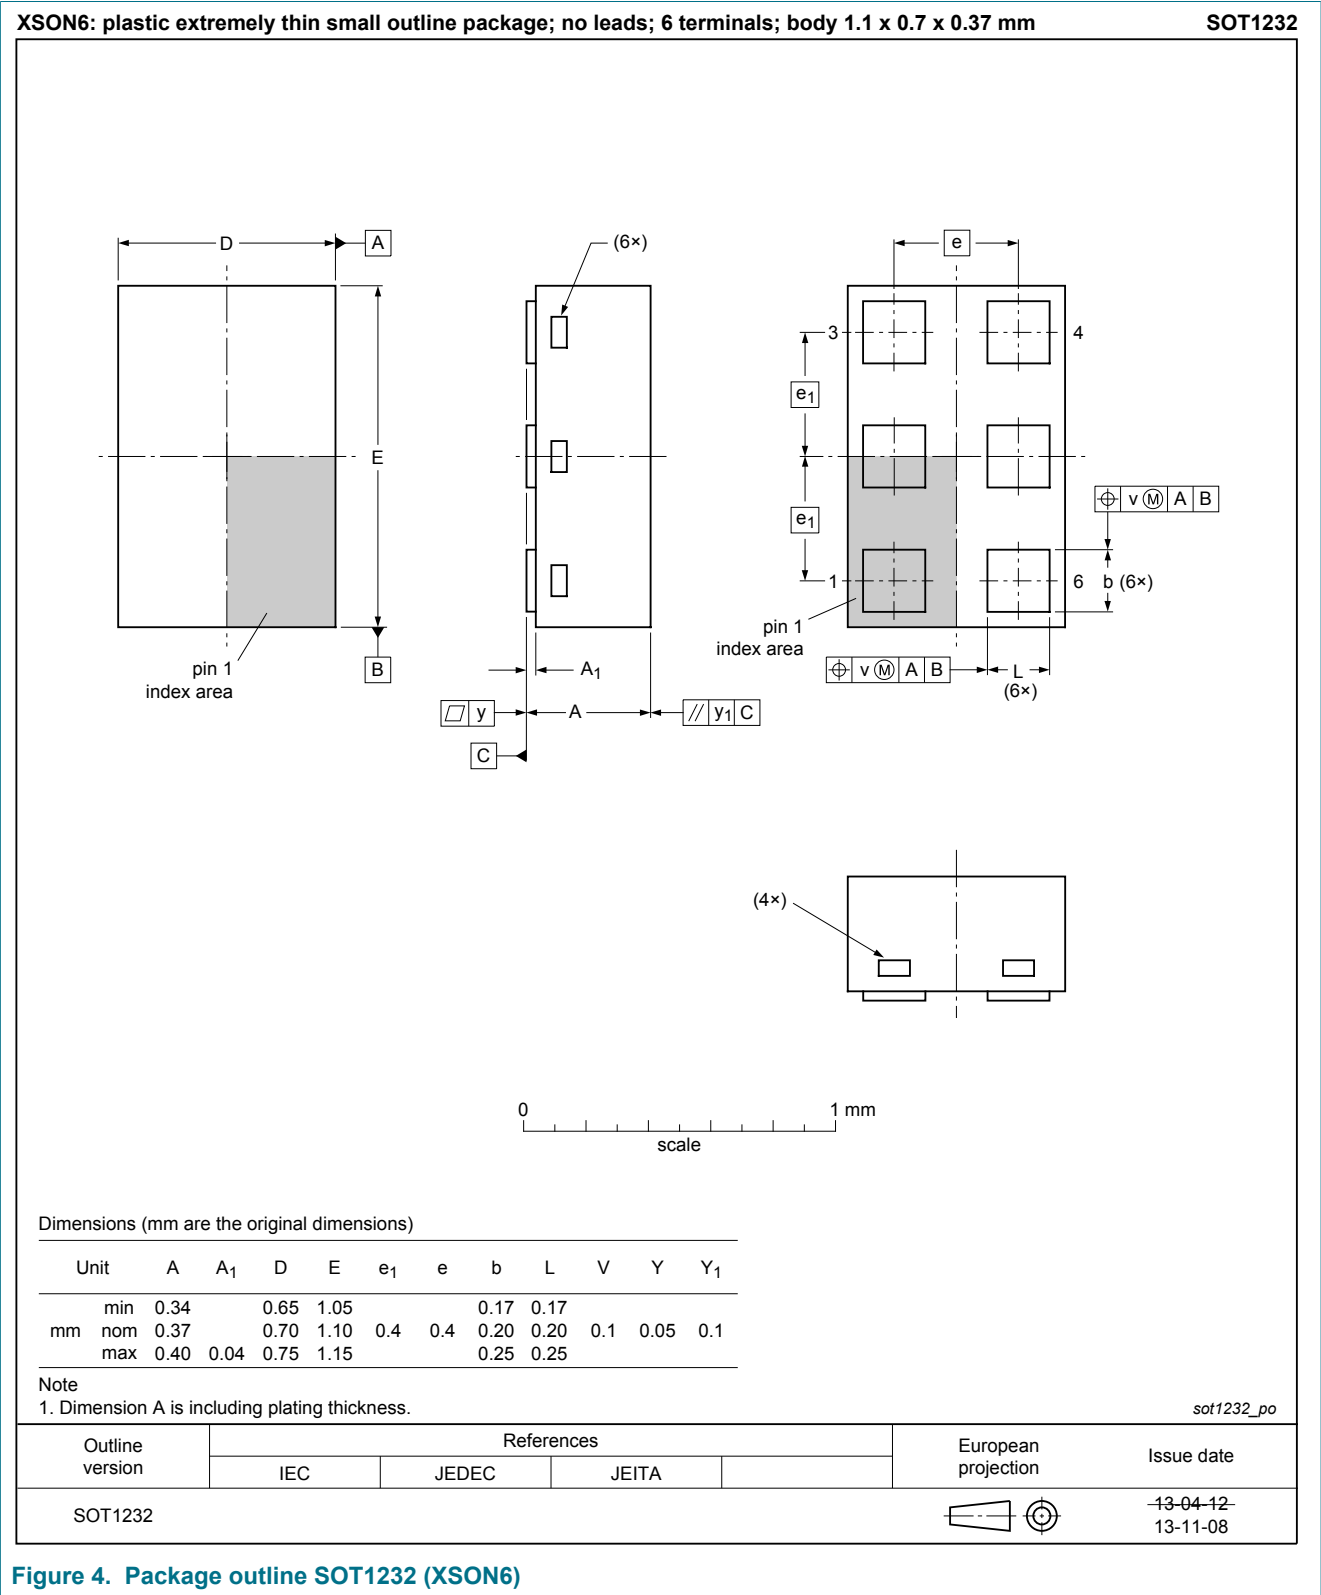 XSON6: plastic extremely thin small outline package; no leads; 6 terminals; body 1.1 x 0.7 x 0.37 mm SOT1232
D A (6×) e
3 4
e1
E
v M A B
e1
1 6 b (6×)
pin 1
index area
pin 1
index area
B
A1
v M A B L
(6×)
y A // y1 C
C
(4×)
0 1 mm
scale
Dimensions (mm are the original dimensions)
Unit A A1 D E e1 e b L V Y Y1
min 0.34 0.65 1.05 0.17 0.17
mm nom 0.37 0.70 1.10 0.4 0.4 0.20 0.20 0.1 0.05 0.1
max 0.40 0.04 0.75 1.15 0.25 0.25
Note
1. Dimension A is including plating thickness.
sot1232_po
Outline
version
References
IEC JEDEC JEITA
European
projection
Issue date
SOT1232
13-04-12
13-11-08
Figure 4. Package outline SOT1232 (XSON6)